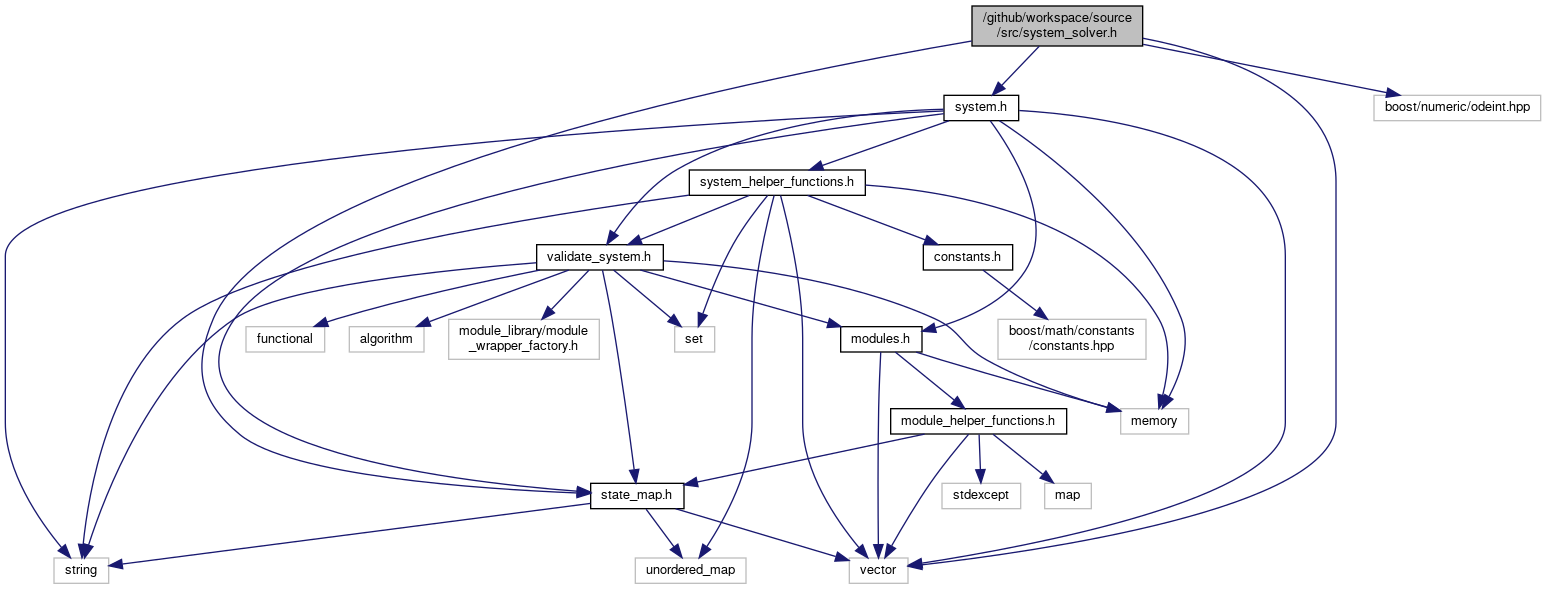 /github/workspace/source
/src/system_solver.h
system.h
boost/numeric/odeint.hpp
system_helper_functions.h
validate_system.h
constants.h
functional
algorithm
module_library/module
_wrapper_factory.h
set
modules.h
boost/math/constants
/constants.hpp
module_helper_functions.h
memory
state_map.h
stdexcept
map
string
unordered_map
vector